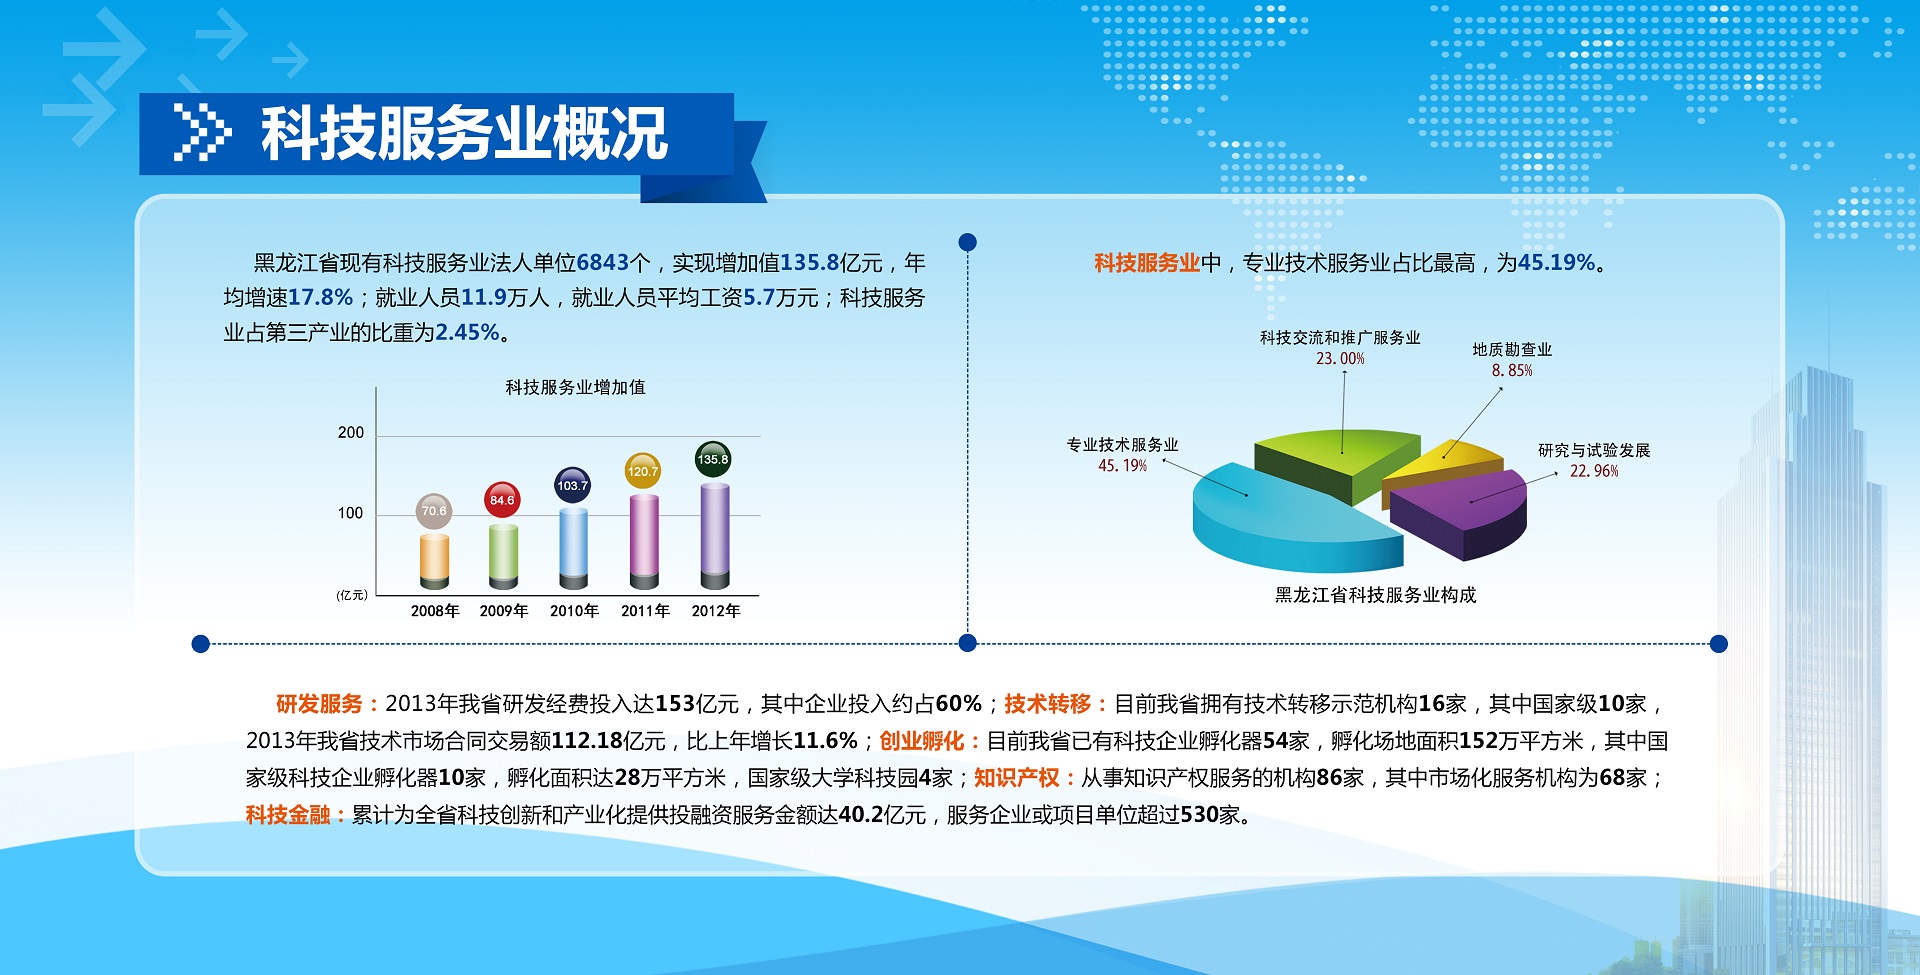 科技服务业概况
黑龙江省现有科技服务业法人单位6843个，实现增加值135.8亿元，年
均增速17.8%；就业人员11.9万人，就业人员平均工资5.7万元；科技服务
业占第三产业的比重为2.45%。
科技服务业增加值
200
100
(亿元)
70.6
84.6
103.7
120.7
135.8
2008年
2009年
2010年
2011年
2012年
科技服务业中，专业技术服务业占比最高，为45.19%。
科技交流和推广服务业
23.00%
地质勘查业
8.85%
专业技术服务业
45.19%
研究与试验发展
22.96%
黑龙江省科技服务业构成
研发服务：2013年我省研发经费投入达153亿元，其中企业投入约占60%；技术转移：目前我省拥有技术转移示范机构16家，其中国家级10家，
2013年我省技术市场合同交易额112.18亿元，比上年增长11.6%；创业孵化：目前我省已有科技企业孵化器54家，孵化场地面积152万平方米，其中国
家级科技企业孵化器10家，孵化面积达28万平方米，国家级大学科技园4家；知识产权：从事知识产权服务的机构86家，其中市场化服务机构为68家；
科技金融：累计为全省科技创新和产业化提供投融资服务金额达40.2亿元，服务企业或项目单位超过530家。